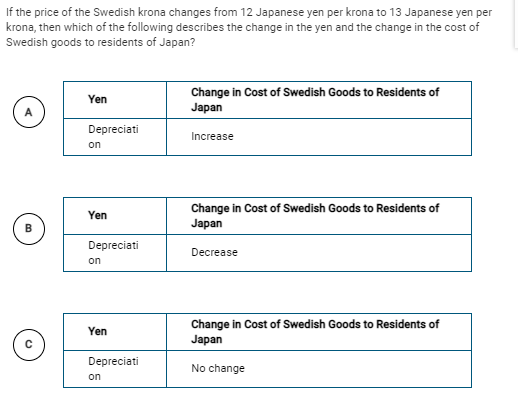 If the price of the Swedish krona changes from 12 Japanese yen per krona to 13 Japanese yen per
krona, then which of the following describes the change in the yen and the change in the cost of
Swedish goods to residents of Japan?
A
Yen
Change in Cost of Swedish Goods to Residents of
Japan
Depreciati
on
Increase
B
Yen
Change in Cost of Swedish Goods to Residents of
Japan
Depreciati
on
Decrease
C
Yen
Change in Cost of Swedish Goods to Residents of
Japan
Depreciati
on
No change